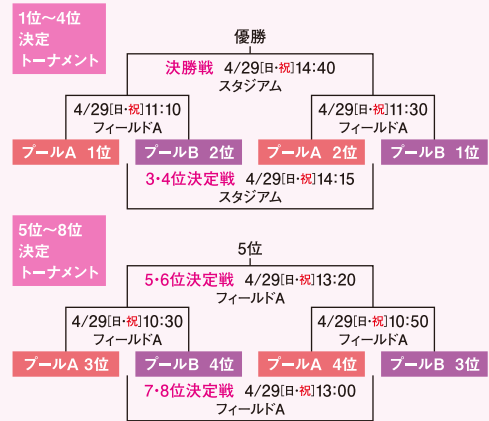 1位～4位
決定
トーナメント
優勝
決勝戦 4/29[日・祝]14:40
スタジアム
4/29[日・祝]11:10
フィールドA
4/29[日・祝]11:30
フィールドA
プールA 1位
プールB 2位
プールA 2位
プールB 1位
3・4位決定戦 4/29[日・祝]14:15
スタジアム
5位～8位
決定
トーナメント
5位
5・6位決定戦 4/29[日・祝]13:20
フィールドA
4/29[日・祝]10:30
フィールドA
4/29[日・祝]10:50
フィールドA
プールA 3位
プールB 4位
プールA 4位
プールB 3位
7・8位決定戦 4/29[日・祝]13:00
フィールドA